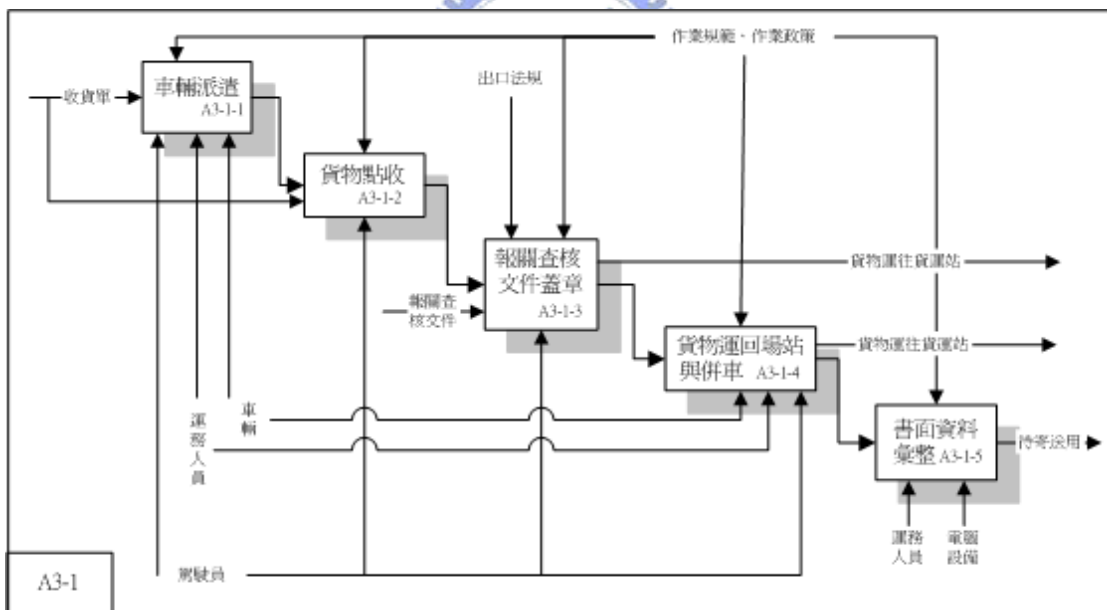 作業規範、作業政策
出口法規
車輛派遣
A3-1-1
收貨單
貨物點收
A3-1-2
報關查核
文件蓋章
A3-1-3
貨物運往貨運站
報關查
核文件
貨物運回場站
與併車 A3-1-4
貨物運往貨運站
車
輛
運
務
人
員
書面資料
彙整 A3-1-5
待寄送用
運務
人員
電腦
設備
駕駛員
A3-1